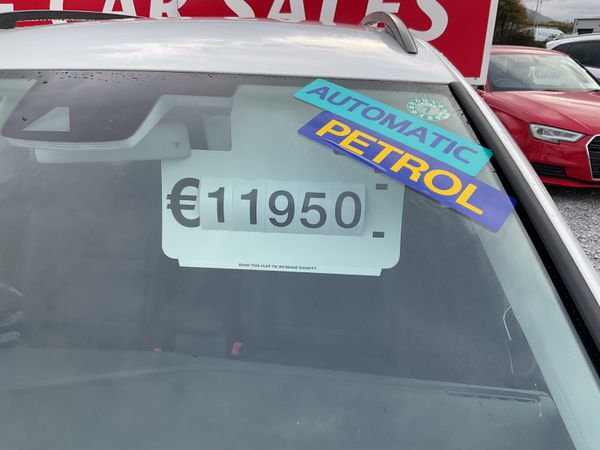 CAR SALES
AUTOMATIC
PETROL
€11950
BEND THIS FLAP TO INCREASE RIGIDITY